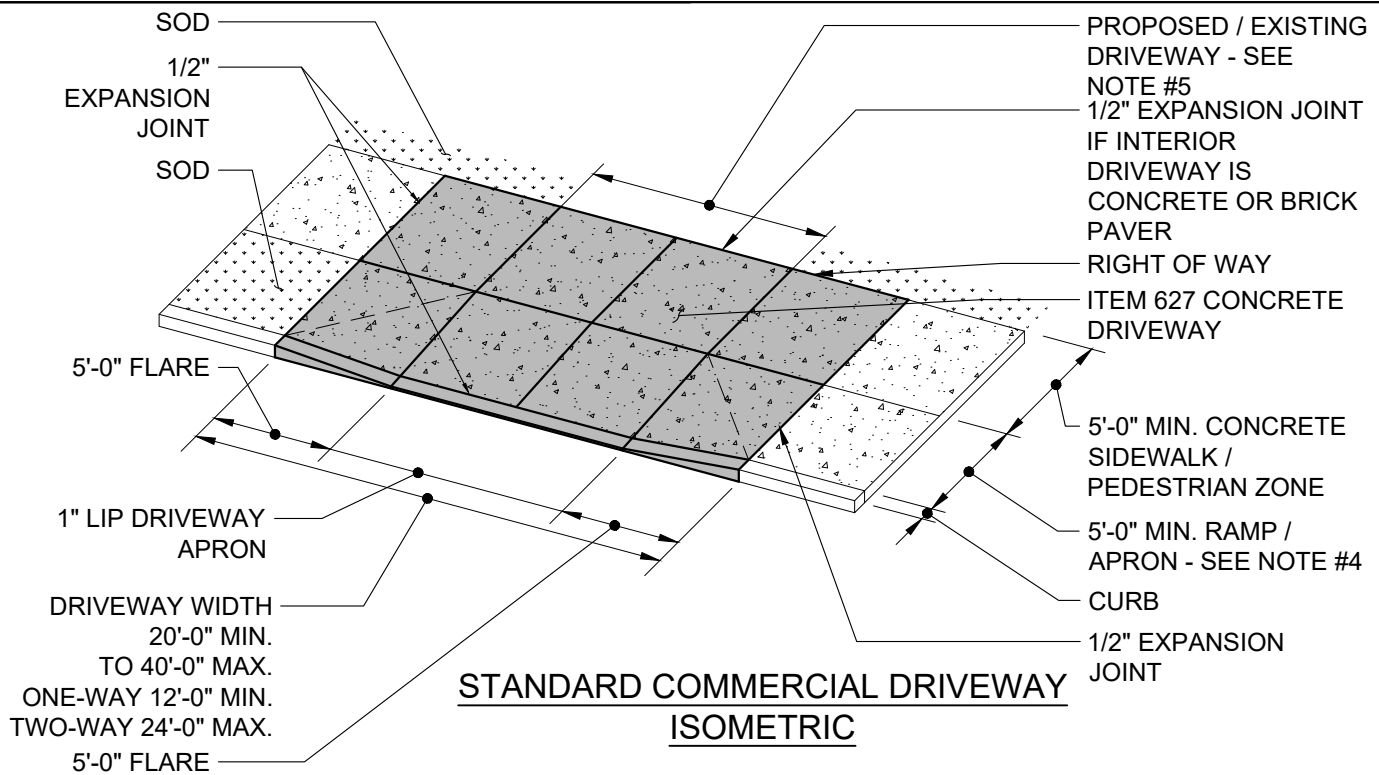 SOD
1/2"
EXPANSION
JOINT
SOD
5'-0" FLARE
1" LIP DRIVEWAY
APRON
DRIVEWAY WIDTH
20'-0" MIN.
TO 40'-0" MAX.
ONE-WAY 12'-0" MIN.
TWO-WAY 24'-0" MAX.
5'-0" FLARE
PROPOSED / EXISTING
DRIVEWAY - SEE
NOTE #5
1/2" EXPANSION JOINT
IF INTERIOR
DRIVEWAY IS
CONCRETE OR BRICK
PAVER
RIGHT OF WAY
ITEM 627 CONCRETE
DRIVEWAY
5'-0" MIN. CONCRETE
SIDEWALK /
PEDESTRIAN ZONE
5'-0" MIN. RAMP /
APRON - SEE NOTE #4
CURB
1/2" EXPANSION
JOINT
STANDARD COMMERCIAL DRIVEWAY
ISOMETRIC